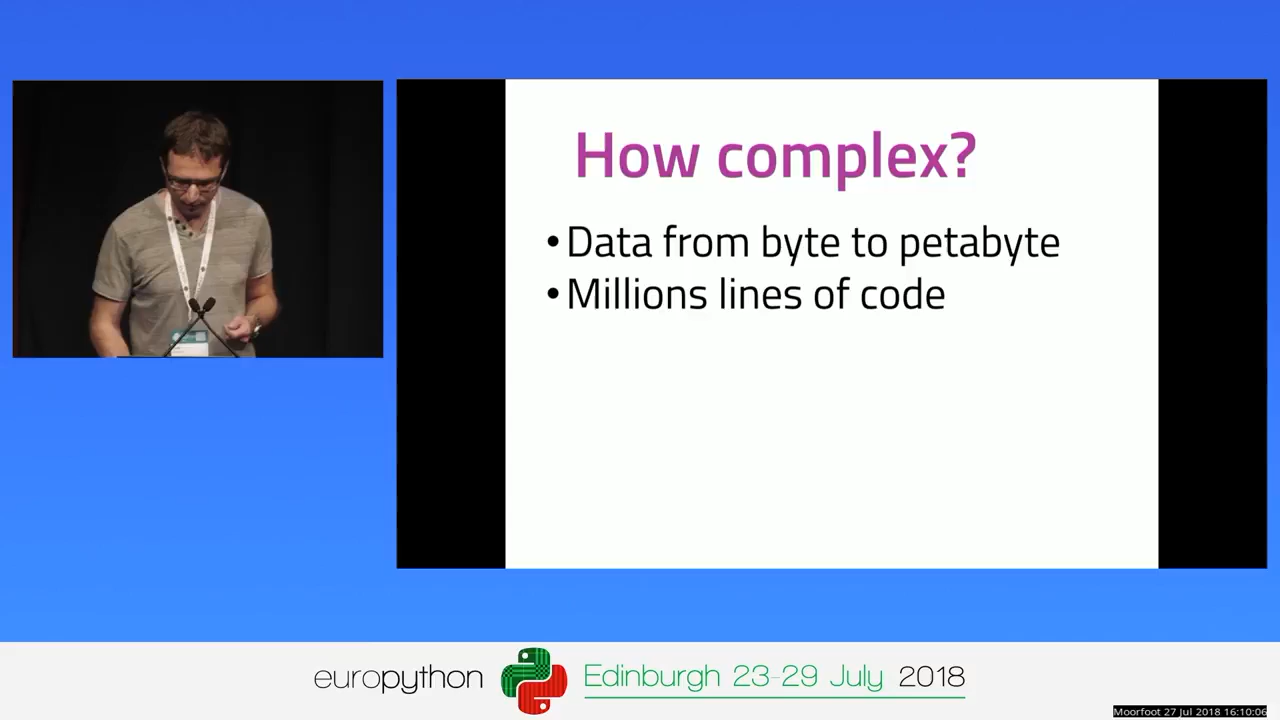 How complex?
•Data from byte to petabyte
•Millions lines of code
europython Edinburgh 23-29 July 2018
Moorfoot 27 Jul 2018 16:10:06